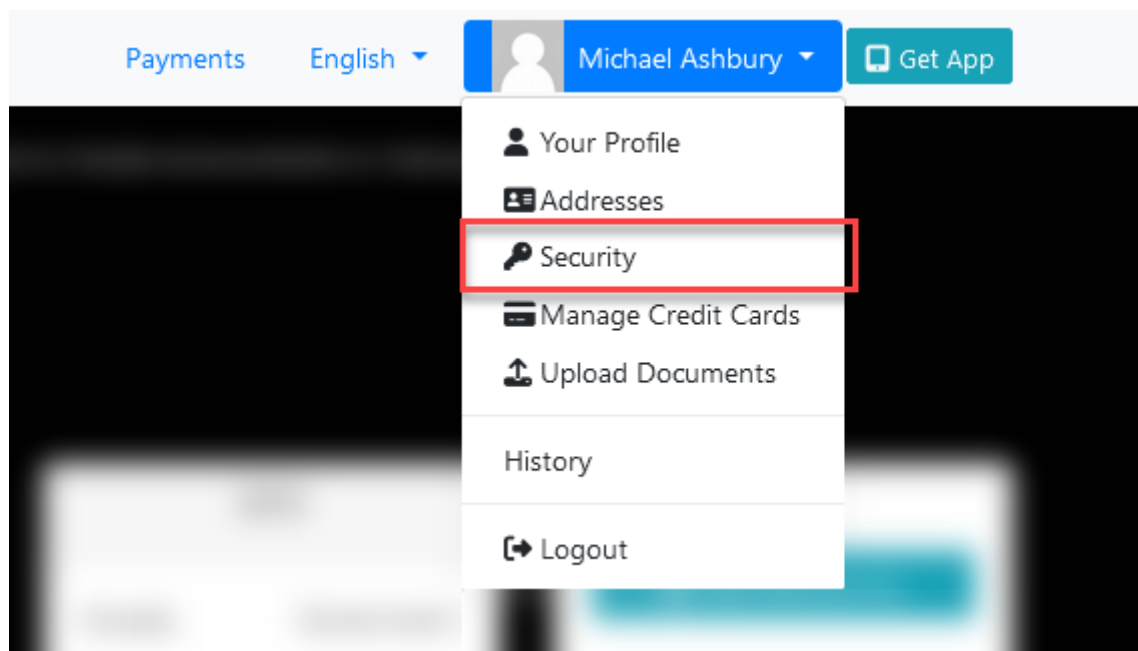 Payments English Michael Ashbury Get App
Your Profile
Addresses
Security
Manage Credit Cards
Upload Documents
History
Logout